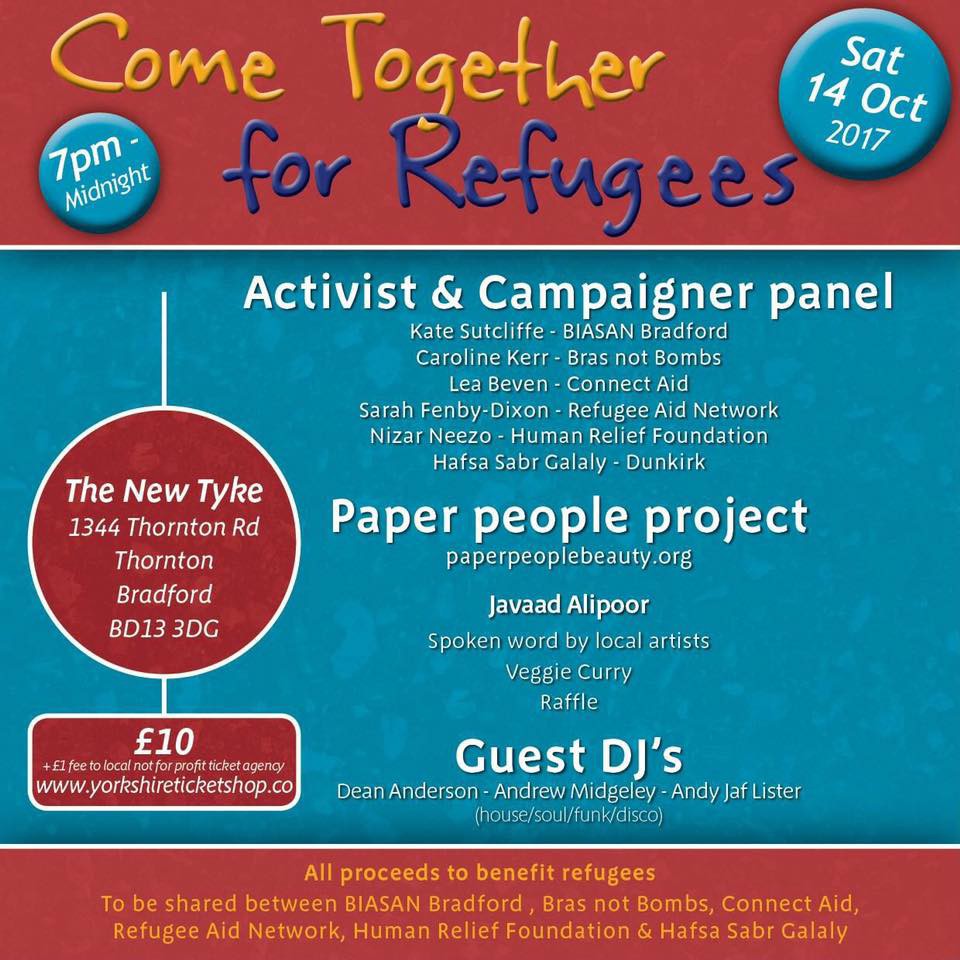 Come Together
for Refugees
Sat
14 Oct
2017
7pm -
Midnight
Activist & Campaigner panel
Kate Sutcliffe - BIASAN Bradford
Caroline Kerr - Bras not Bombs
Lea Beven - Connect Aid
Sarah Fenby-Dixon - Refugee Aid Network
Nizar Neezo - Human Relief Foundation
Hafsa Sabr Galaly - Dunkirk
The New Tyke
1344 Thornton Rd
Thornton
Bradford
BD13 3DG
Paper people project
paperpeoplebeauty.org
Javaad Alipoor
Spoken word by local artists
Veggie Curry
Raffle
£10
+ £1 fee to local not for profit ticket agency
www.yorkshireticketshop.co
Guest DJ's
Dean Anderson - Andrew Midgeley - Andy Jaf Lister
(house/soul/funk/disco)
All proceeds to benefit refugees
To be shared between BIASAN Bradford , Bras not Bombs, Connect Aid,
Refugee Aid Network, Human Relief Foundation & Hafsa Sabr Galaly